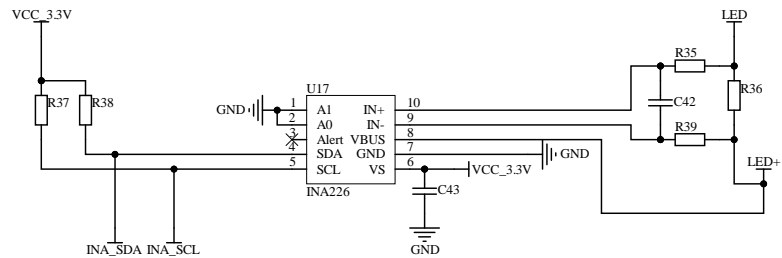 VCC_3.3V
LED
R37
R38
U17
GND
1
A1
IN+
10
2
A0
IN-
9
3
Alert
VBUS
8
4
SDA
GND
7
5
SCL
VS
6
INA226
R35
R36
C42
R39
GND
VCC_3.3V
LED+
C43
GND
INA_SDA
INA_SCL